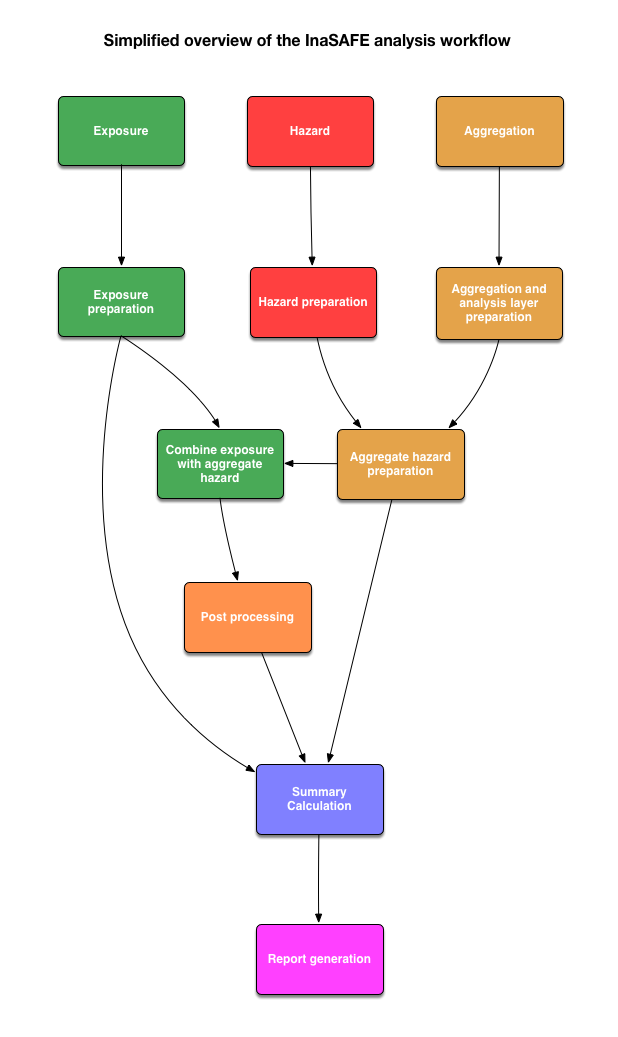 Simplified overview of the InaSAFE analysis workflow
Exposure
Hazard
Aggregation
Exposure
preparation
Hazard preparation
Aggregation and
analysis layer
preparation
Combine exposure
with aggregate
hazard
Aggregate hazard
preparation
Post processing
Summary
Calculation
Report generation